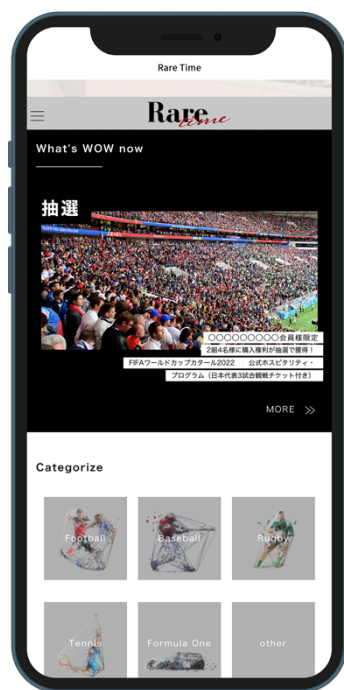 Rare Time
Rare
time
What's WOW now
抽選
〇〇〇〇〇〇〇〇〇会員様限定
2組4名様に購入権利が抽選で獲得！
FIFAワールドカップカタール2022 公式ホスピタリティ・
プログラム（日本代表3試合観戦チケット付き）
MORE
Categorize
Football
Baseball
Rugby
Tennis
Formula One
other